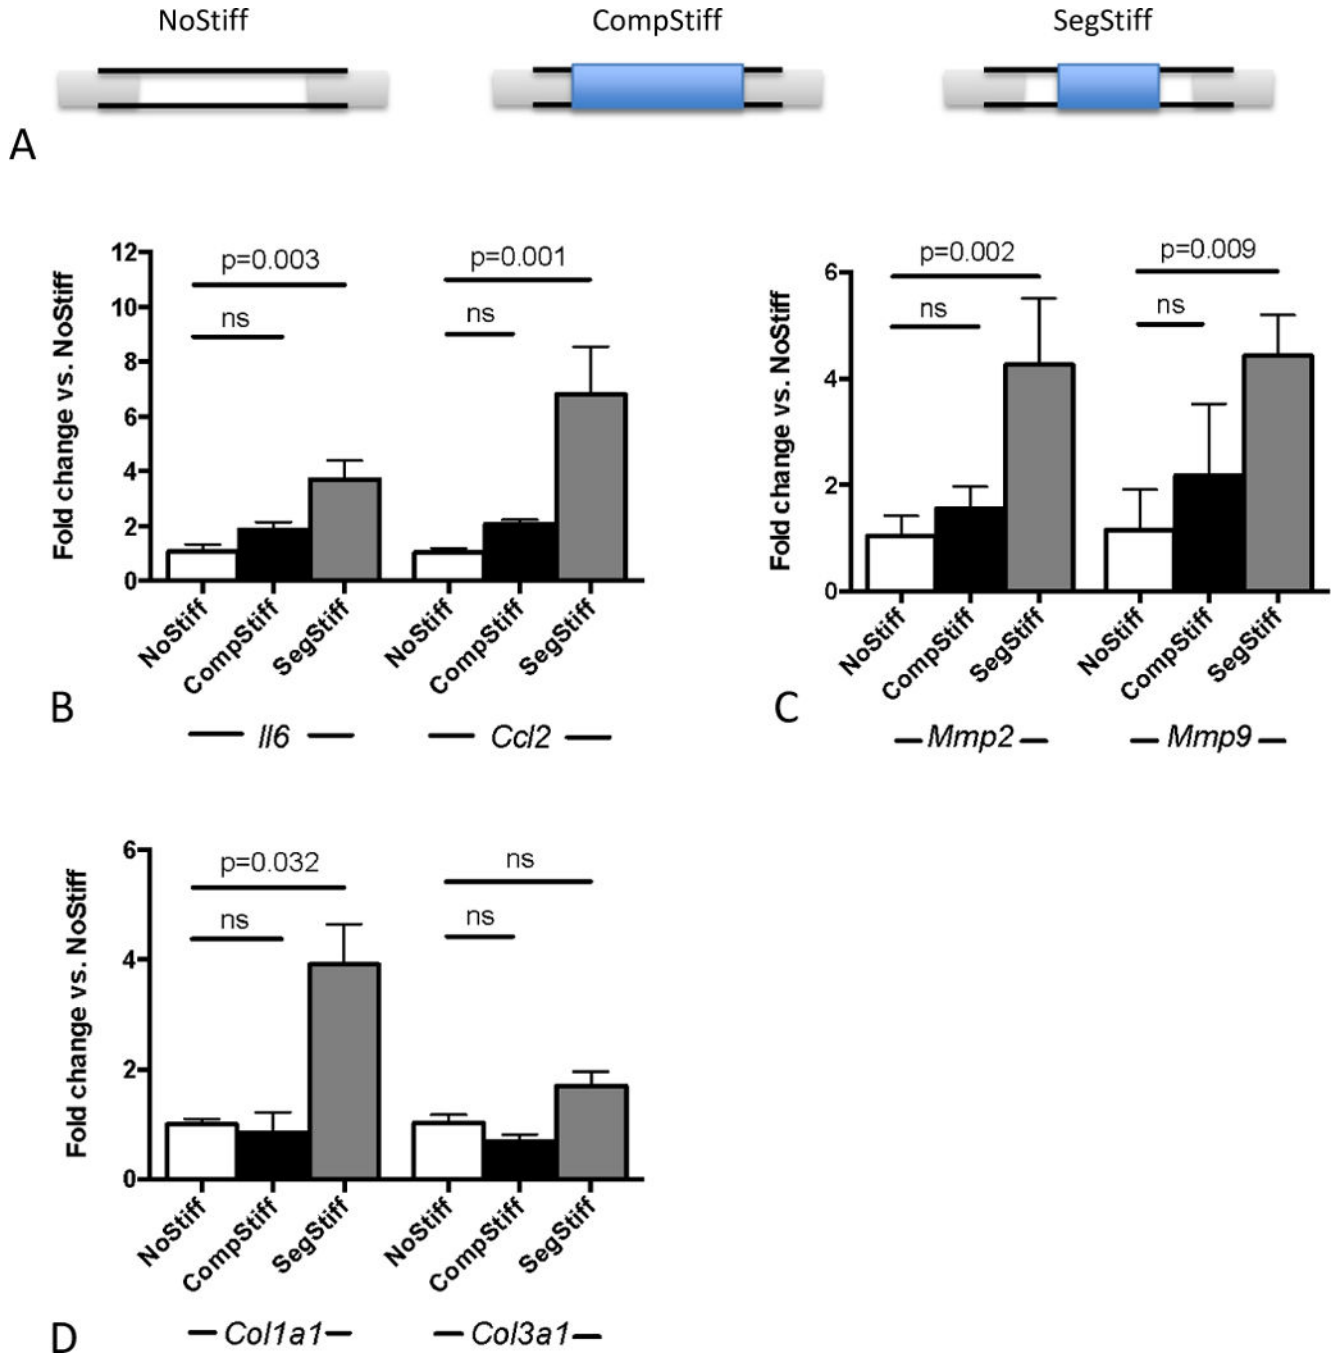 NoStiff CompStiff SegStiff
A
Fold change vs. NoStiff
12
10
8
6
4
2
0
p=0.003
ns
p=0.001
ns
NoStiff CompStiff SegStiff NoStiff CompStiff SegStiff
Il6 Ccl2
B
Fold change vs. NoStiff
6
4
2
0
p=0.002
ns
p=0.009
ns
NoStiff CompStiff SegStiff NoStiff CompStiff SegStiff
Mmp2 Mmp9
C
Fold change vs. NoStiff
6
4
2
0
p=0.032
ns
ns
ns
NoStiff CompStiff SegStiff NoStiff CompStiff SegStiff
Col1a1 Col3a1
D